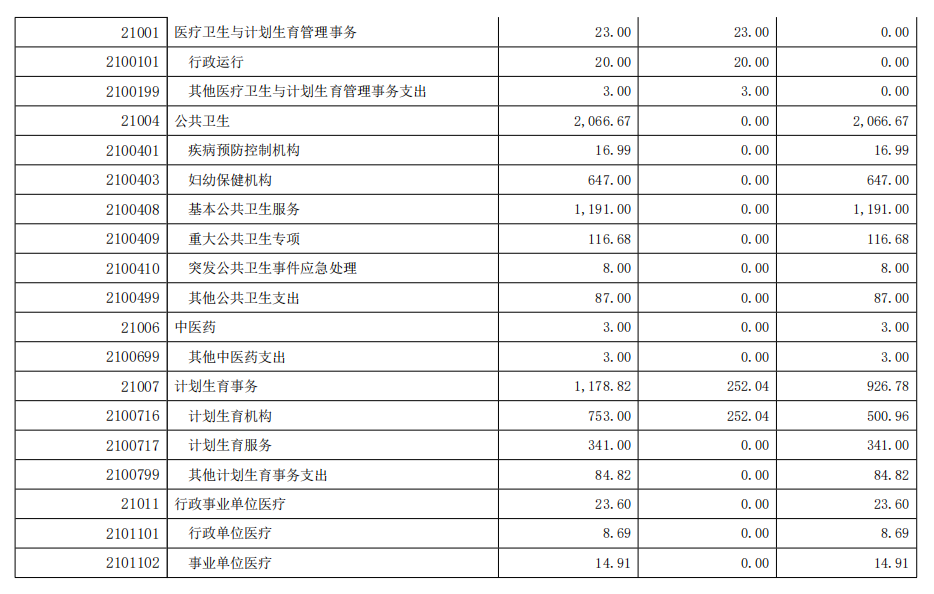 21001 医疗卫生与计划生育管理事务 23.00 23.00 0.00
2100101 行政运行 20.00 20.00 0.00
2100199 其他医疗卫生与计划生育管理事务支出 3.00 3.00 0.00
21004 公共卫生 2,066.67 0.00 2,066.67
2100401 疾病预防控制机构 16.99 0.00 16.99
2100403 妇幼保健机构 647.00 0.00 647.00
2100408 基本公共卫生服务 1,191.00 0.00 1,191.00
2100409 重大公共卫生专项 116.68 0.00 116.68
2100410 突发公共卫生事件应急处理 8.00 0.00 8.00
2100499 其他公共卫生支出 87.00 0.00 87.00
21006 中医药 3.00 0.00 3.00
2100699 其他中医药支出 3.00 0.00 3.00
21007 计划生育事务 1,178.82 252.04 926.78
2100716 计划生育机构 753.00 252.04 500.96
2100717 计划生育服务 341.00 0.00 341.00
2100799 其他计划生育事务支出 84.82 0.00 84.82
21011 行政事业单位医疗 23.60 0.00 23.60
2101101 行政单位医疗 8.69 0.00 8.69
2101102 事业单位医疗 14.91 0.00 14.91